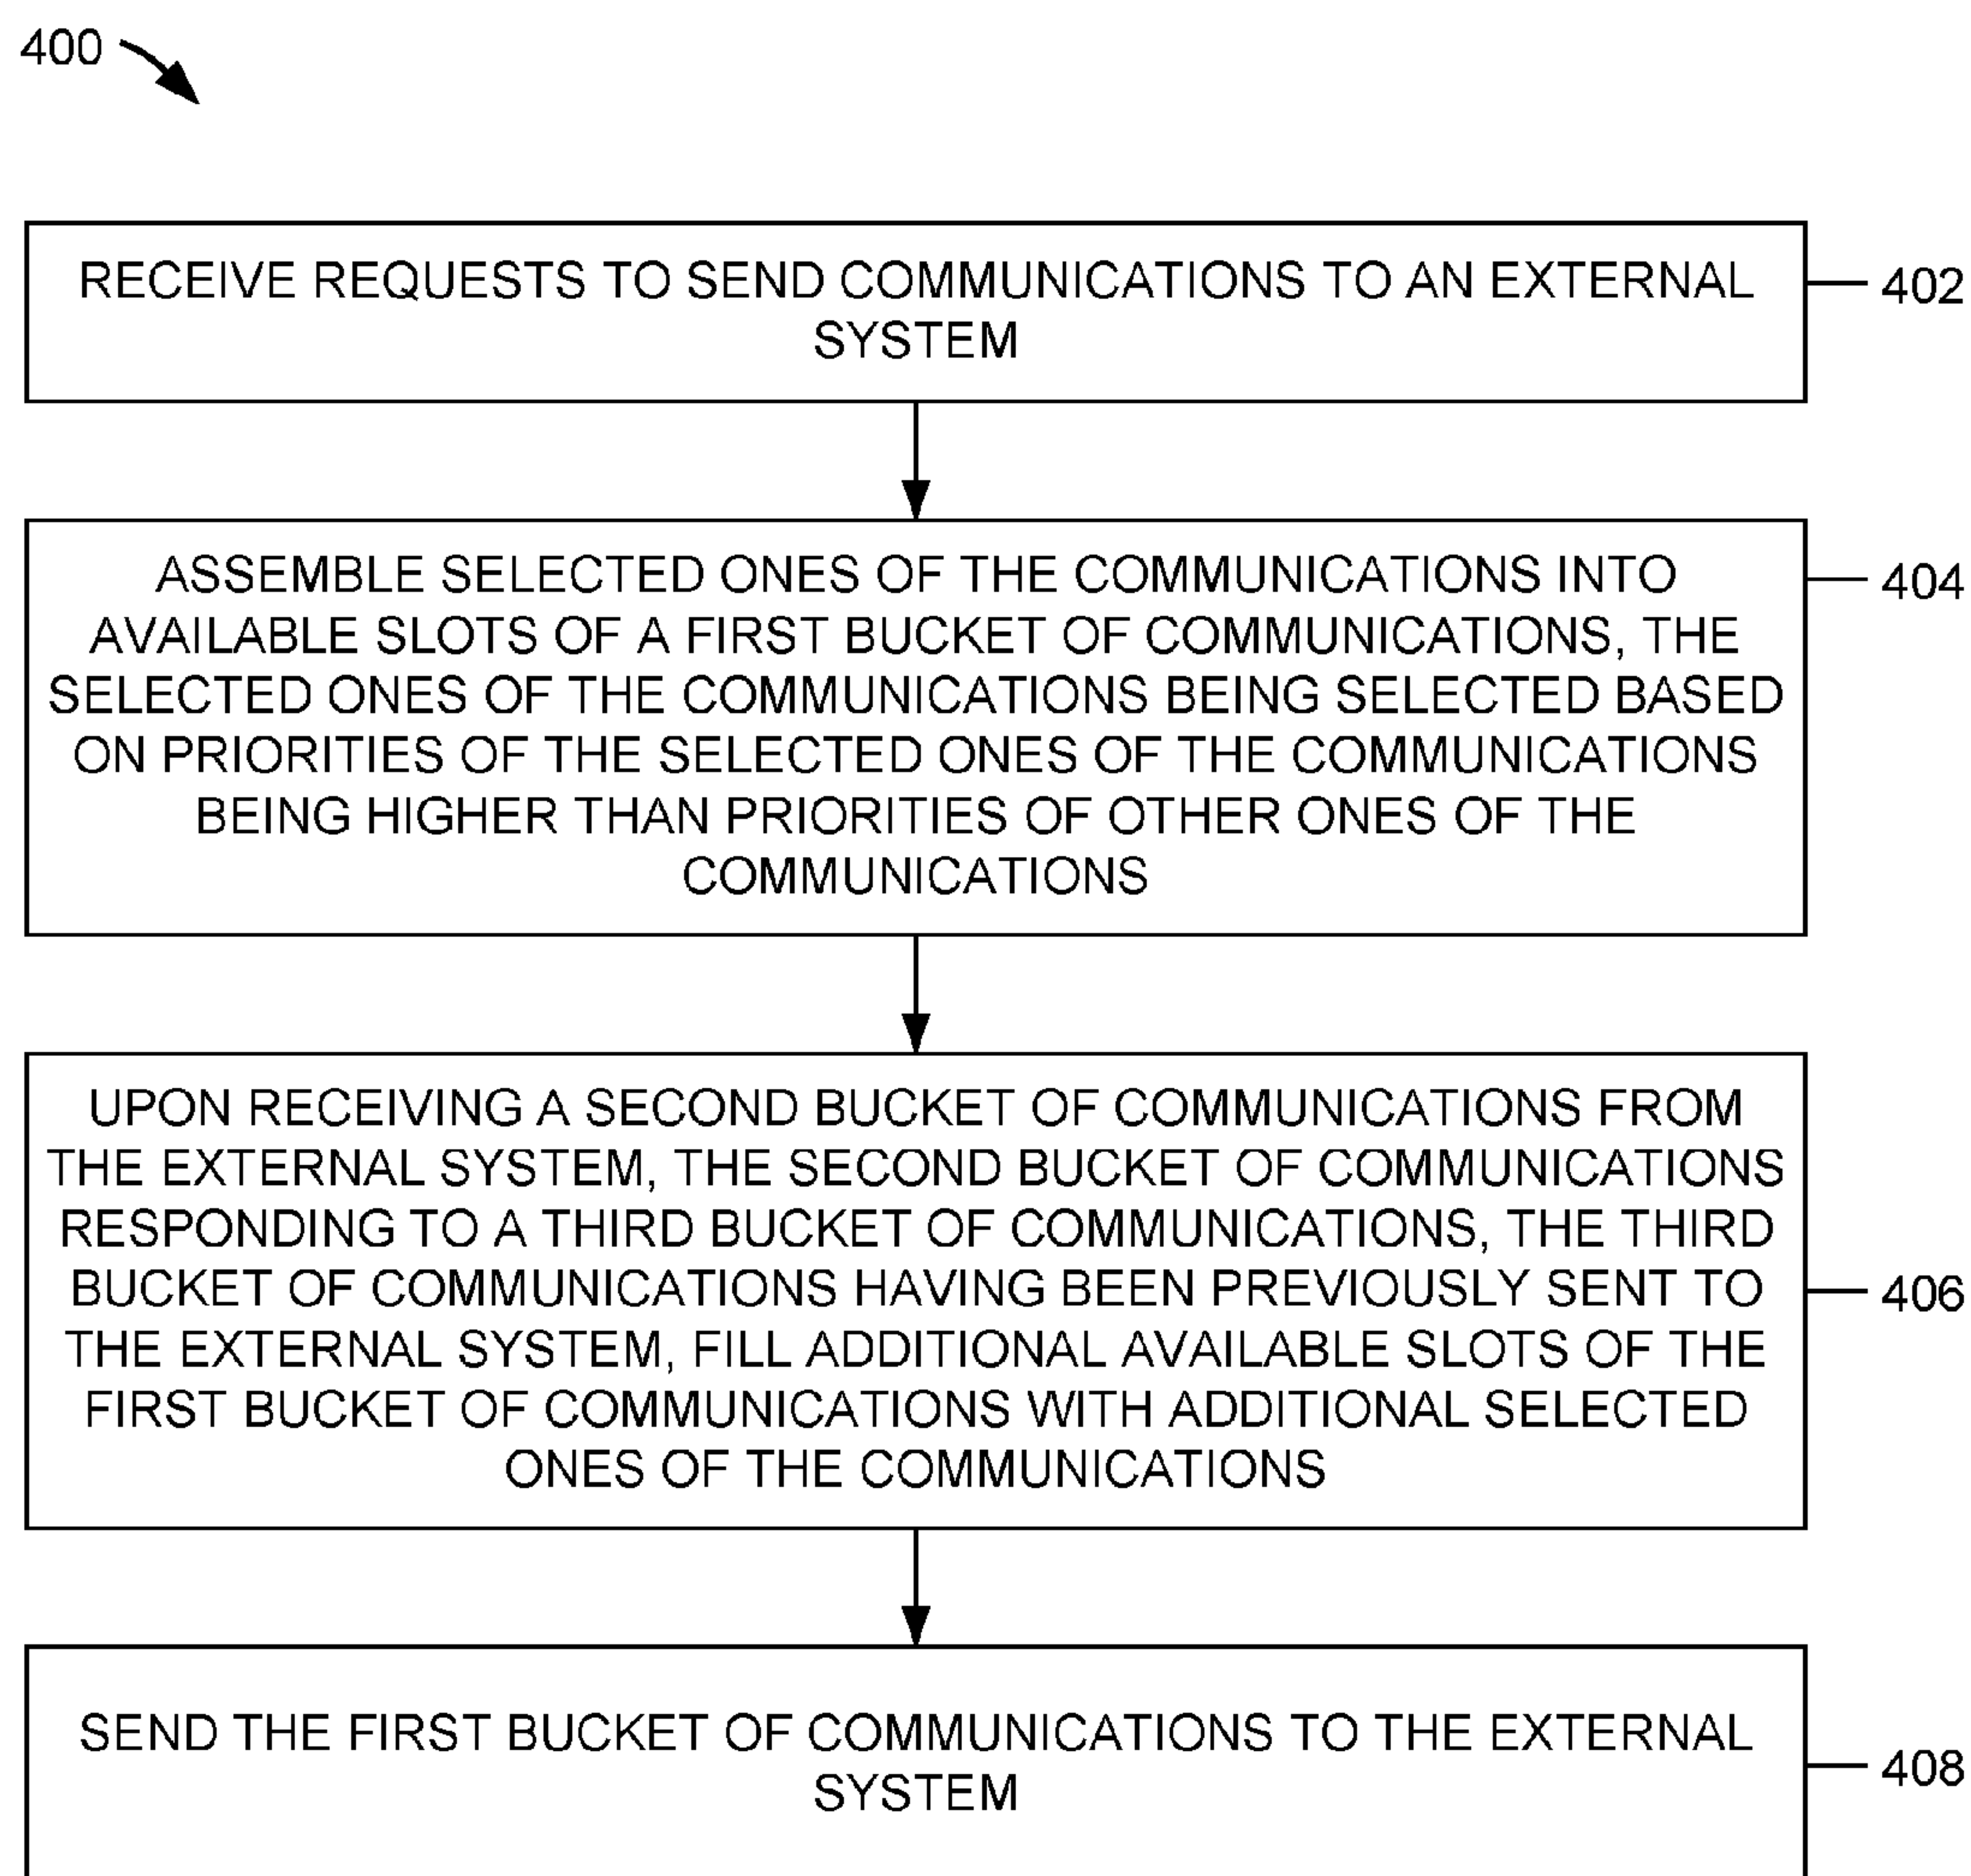 400
RECEIVE REQUESTS TO SEND COMMUNICATIONS TO AN EXTERNAL
SYSTEM
402
ASSEMBLE SELECTED ONES OF THE COMMUNICATIONS INTO
AVAILABLE SLOTS OF A FIRST BUCKET OF COMMUNICATIONS, THE
SELECTED ONES OF THE COMMUNICATIONS BEING SELECTED BASED
ON PRIORITIES OF THE SELECTED ONES OF THE COMMUNICATIONS
BEING HIGHER THAN PRIORITIES OF OTHER ONES OF THE
COMMUNICATIONS
404
UPON RECEIVING A SECOND BUCKET OF COMMUNICATIONS FROM
THE EXTERNAL SYSTEM, THE SECOND BUCKET OF COMMUNICATIONS
RESPONDING TO A THIRD BUCKET OF COMMUNICATIONS, THE THIRD
BUCKET OF COMMUNICATIONS HAVING BEEN PREVIOUSLY SENT TO
THE EXTERNAL SYSTEM, FILL ADDITIONAL AVAILABLE SLOTS OF THE
FIRST BUCKET OF COMMUNICATIONS WITH ADDITIONAL SELECTED
ONES OF THE COMMUNICATIONS
406
SEND THE FIRST BUCKET OF COMMUNICATIONS TO THE EXTERNAL
SYSTEM
408